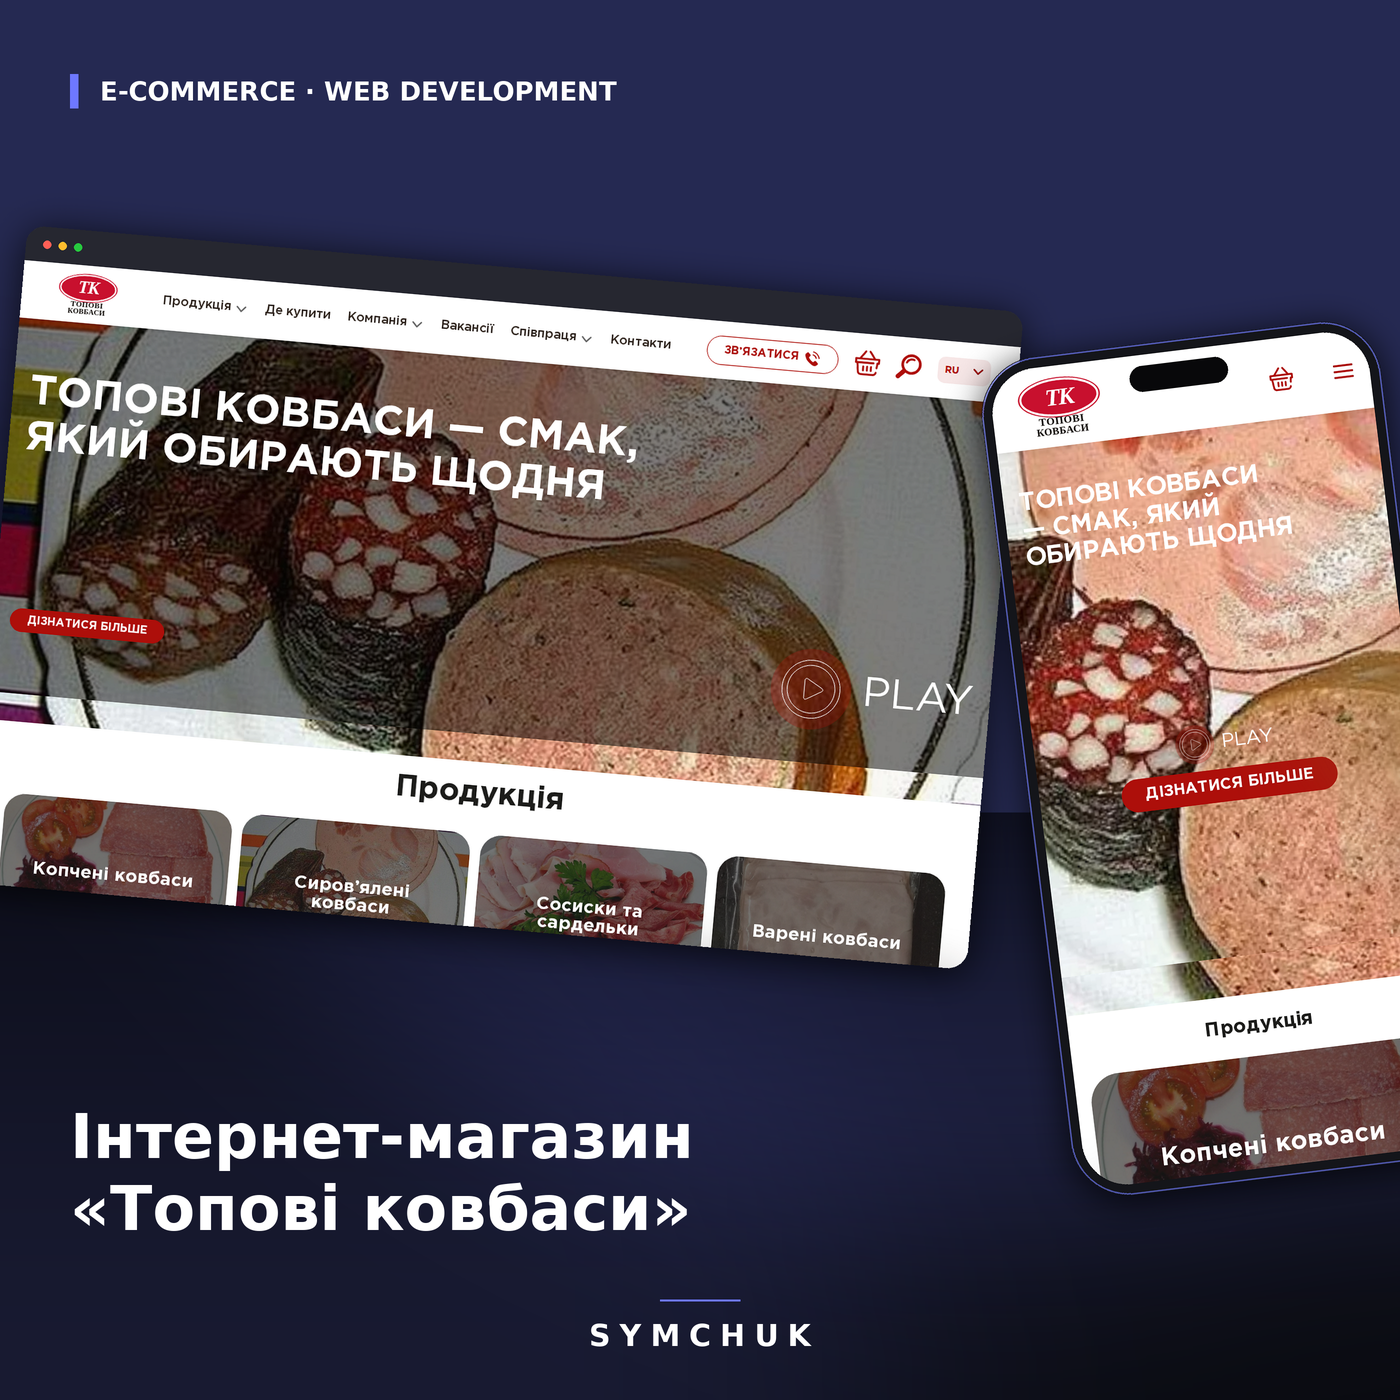 E-COMMERCE · WEB DEVELOPMENT
ТК
ТОПОВІ
КОВБАСИ
Продукція
Де купити
Компанія
Вакансії
Співпраця
Контакти
ЗВ'ЯЗАТИСЯ
RU
ТОПОВІ КОВБАСИ — СМАК,
ЯКИЙ ОБИРАЮТЬ ЩОДНЯ
ДІЗНАТИСЯ БІЛЬШЕ
PLAY
Продукція
Копчені ковбаси
Сиров'ялені
ковбаси
Сосиски та
сардельки
Варені ковбаси
ТК
ТОПОВІ
КОВБАСИ
ТОПОВІ КОВБАСИ
— СМАК, ЯКИЙ
ОБИРАЮТЬ ЩОДНЯ
PLAY
ДІЗНАТИСЯ БІЛЬШЕ
Продукція
Копчені ковбаси
Інтернет-магазин
«Топові ковбаси»
SYMCHUK